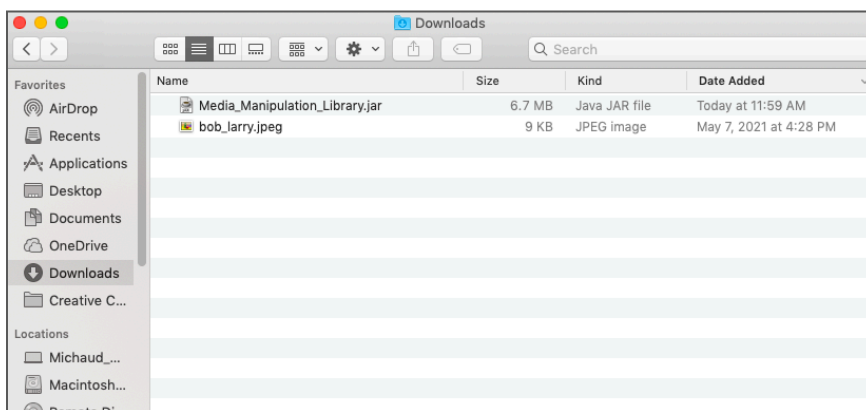 Downloads
Search
Favorites
AirDrop
Recents
Applications
Desktop
Documents
OneDrive
Downloads
Creative C...
Locations
Michaud_...
Macintosh...
Name Size Kind Date Added
Media_Manipulation_Library.jar 6.7 MB Java JAR file Today at 11:59 AM
bob_larry.jpeg 9 KB JPEG image May 7, 2021 at 4:28 PM